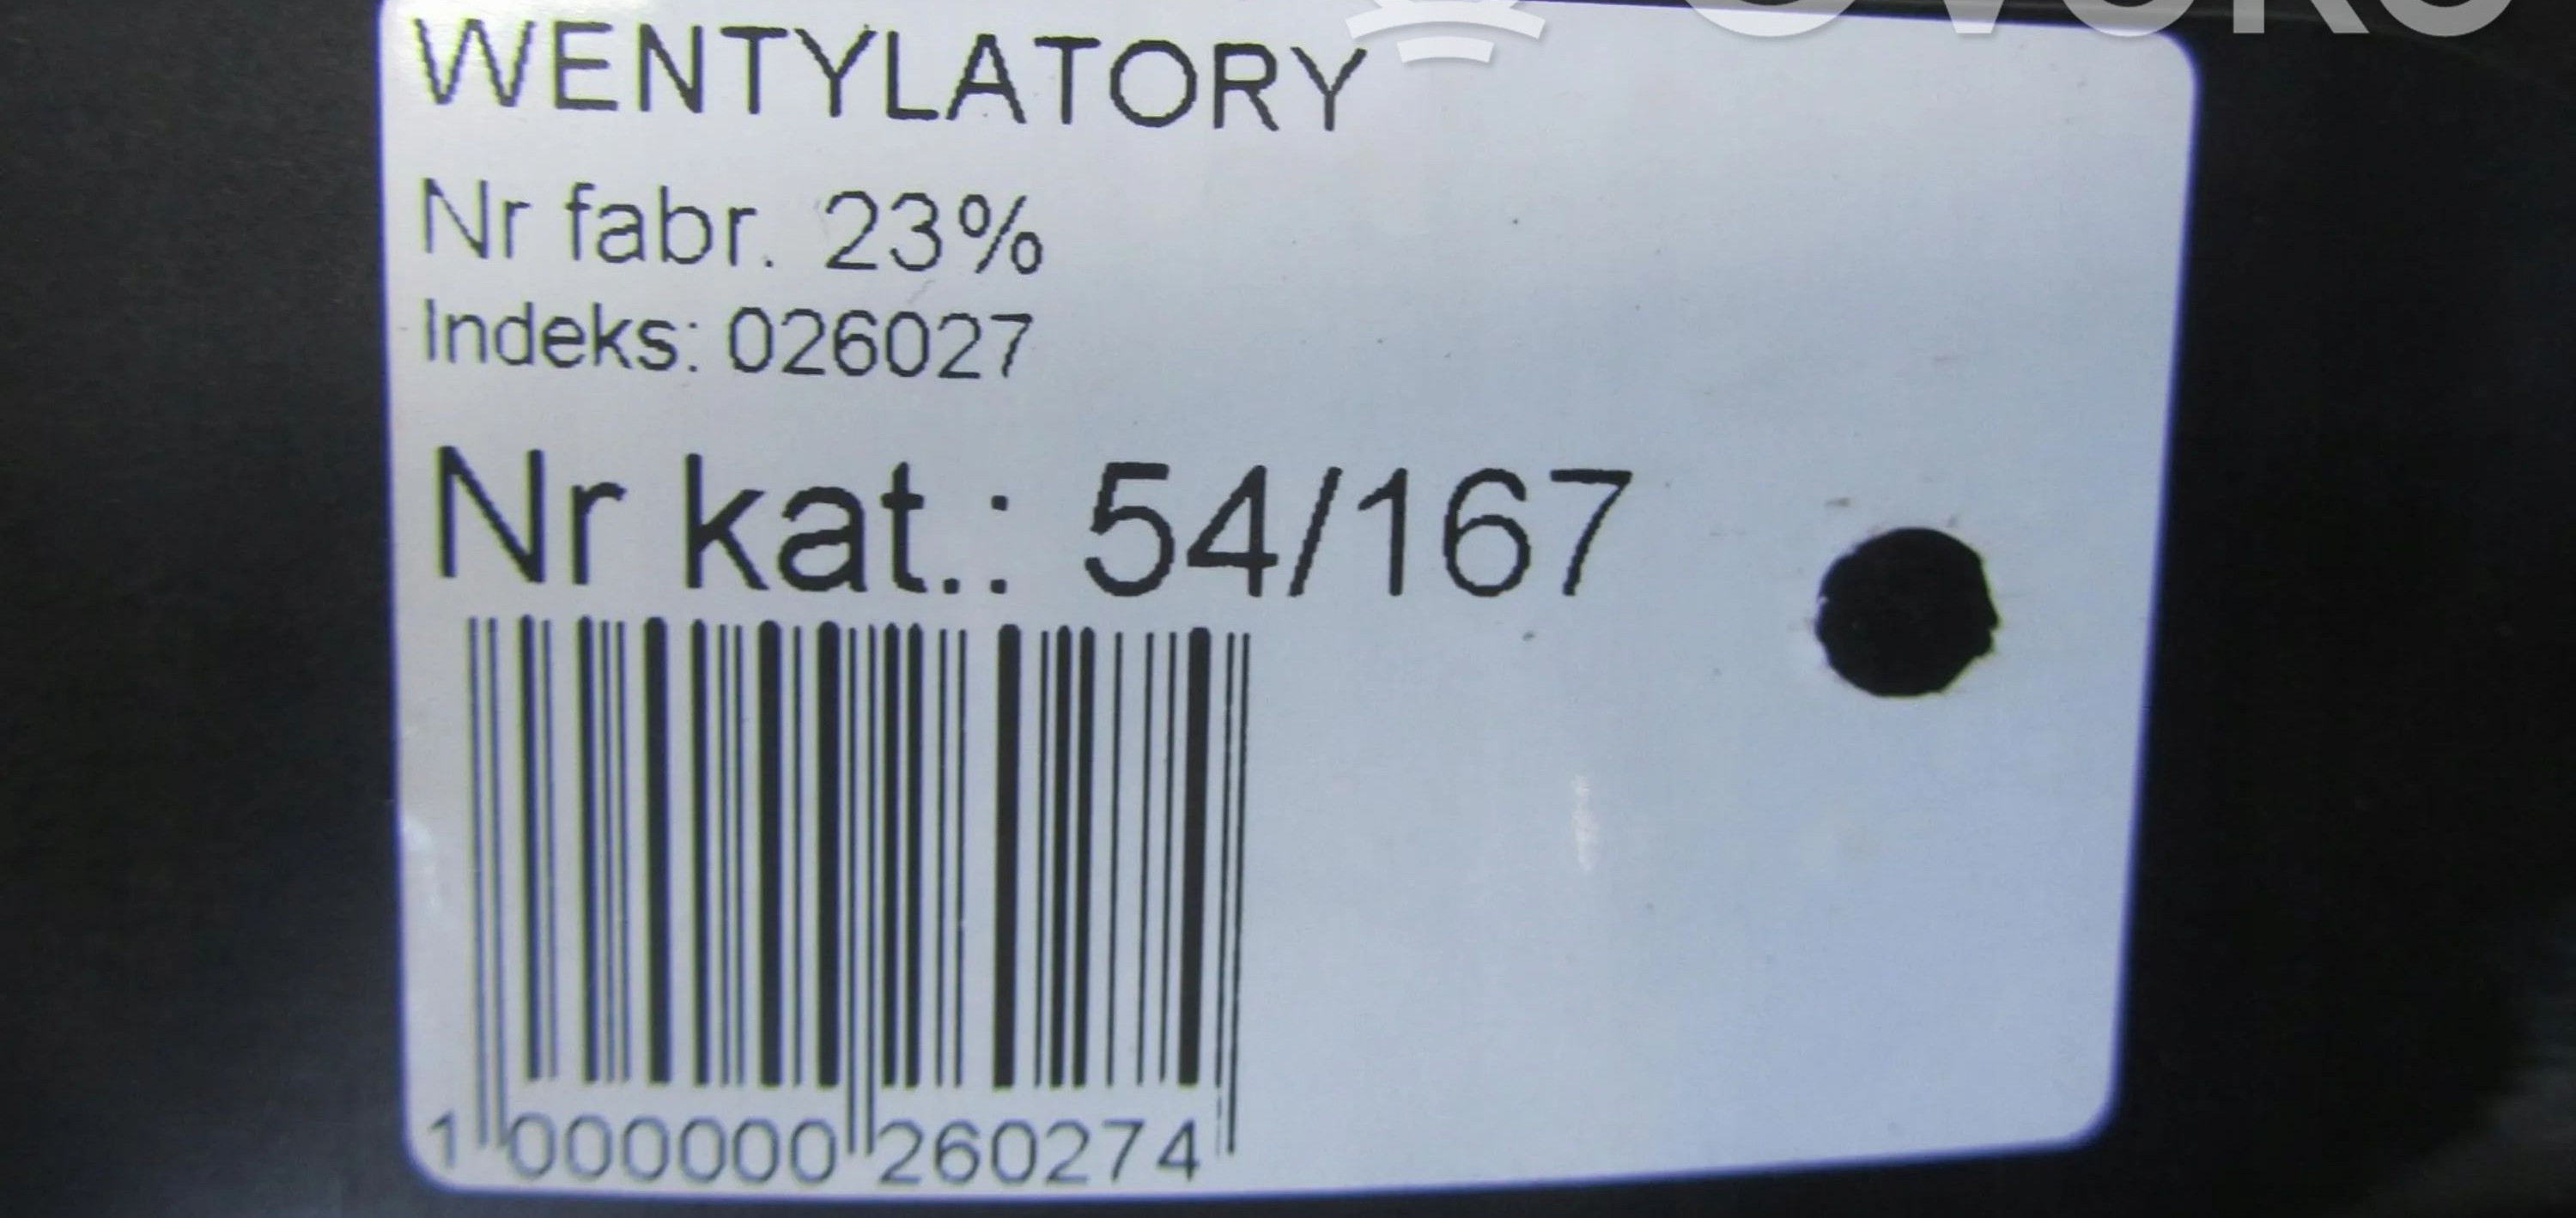 WENTYLATORY
Nr fabr. 23%
Indeks: 026027
Nr kat.: 54/167
1 000000 260274